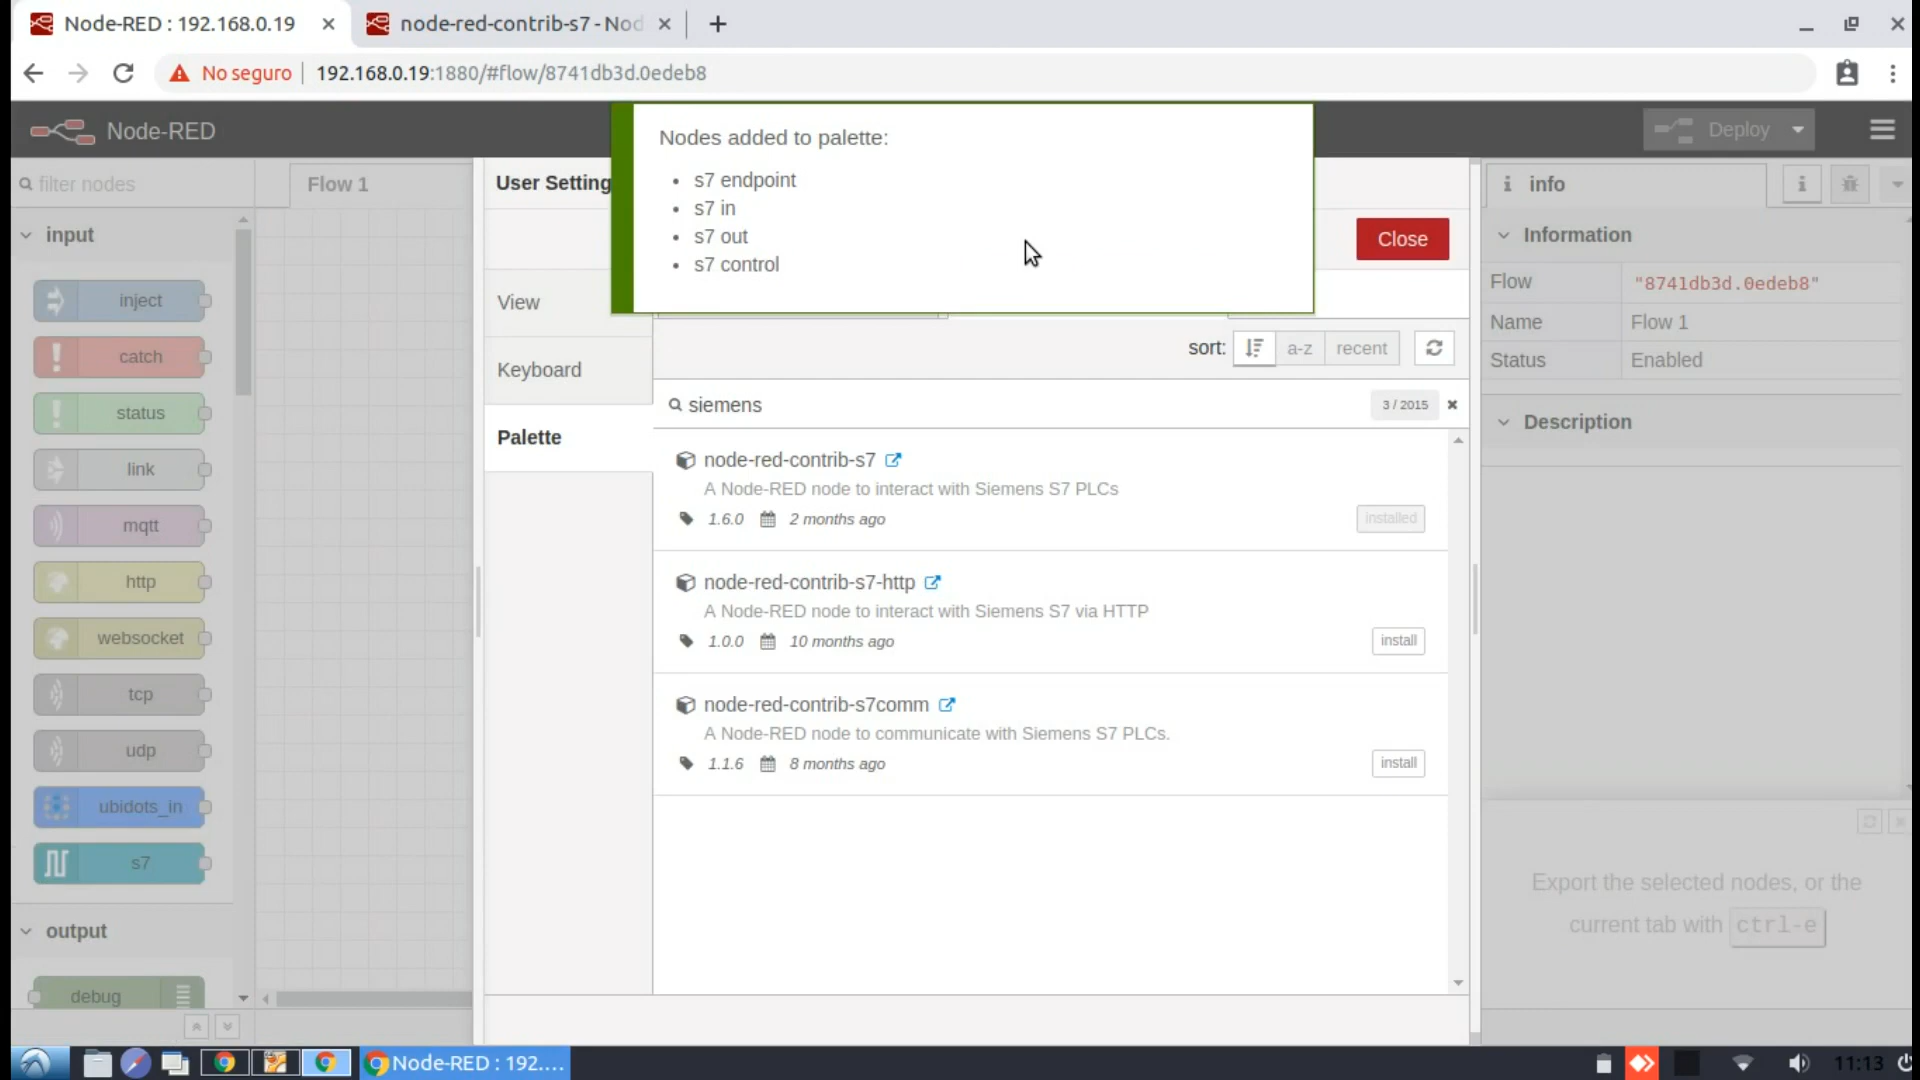 Node-RED : 192.168.0.19
node-red-contrib-s7 - Nod
No seguro
192.168.0.19:1880/#flow/8741db3d.0edeb8
Node-RED
Deploy
Nodes added to palette:
s7 endpoint
s7 in
s7 out
s7 control
filter nodes
Flow 1
User Setting
info
input
Close
Information
Flow
"8741db3d.0edeb8"
inject
View
Name
Flow 1
catch
sort:
a-z
recent
Status
Enabled
Keyboard
siemens
3 / 2015
status
Description
Palette
node-red-contrib-s7
A Node-RED node to interact with Siemens S7 PLCs
link
1.6.0
2 months ago
installed
mqtt
node-red-contrib-s7-http
http
A Node-RED node to interact with Siemens S7 via HTTP
websocket
1.0.0
10 months ago
install
tcp
node-red-contrib-s7comm
A Node-RED node to communicate with Siemens S7 PLCs.
udp
1.1.6
8 months ago
install
ubidots_in
s7
Export the selected nodes, or the
current tab with ctrl-e
output
debug
Node-RED : 192....
11:13